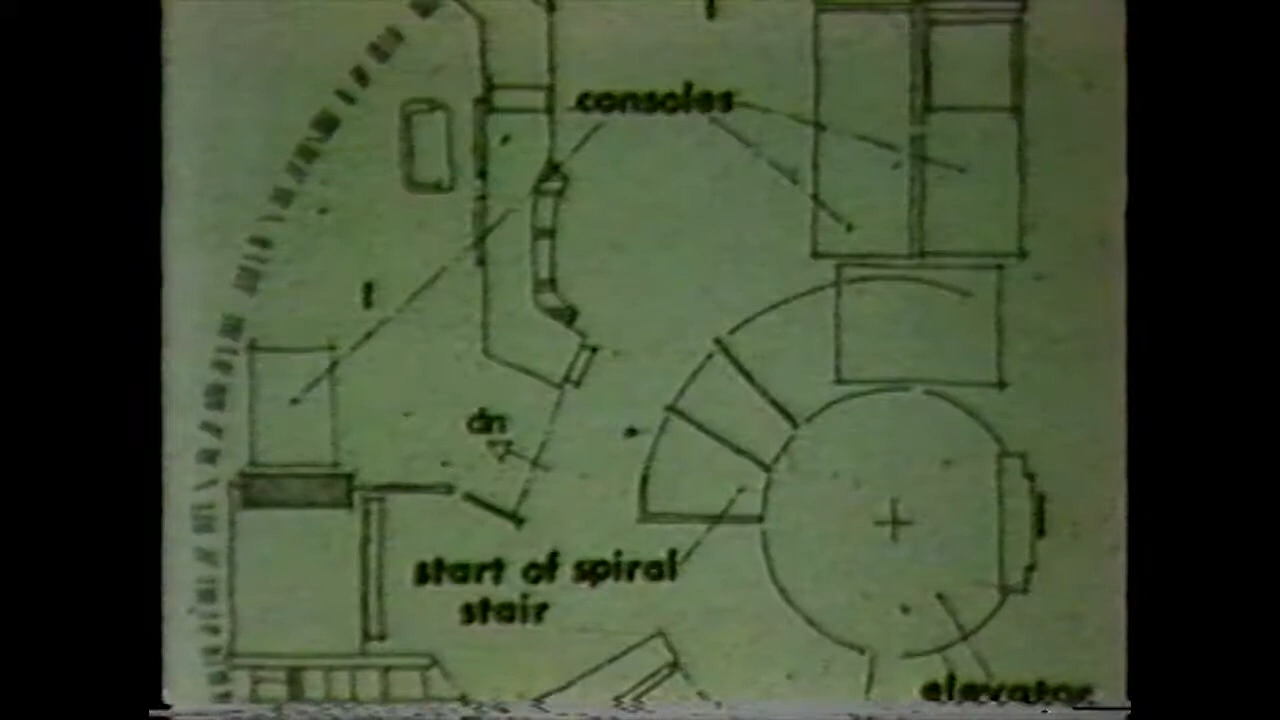 consoles
dn
start of spiral
stair
elevator